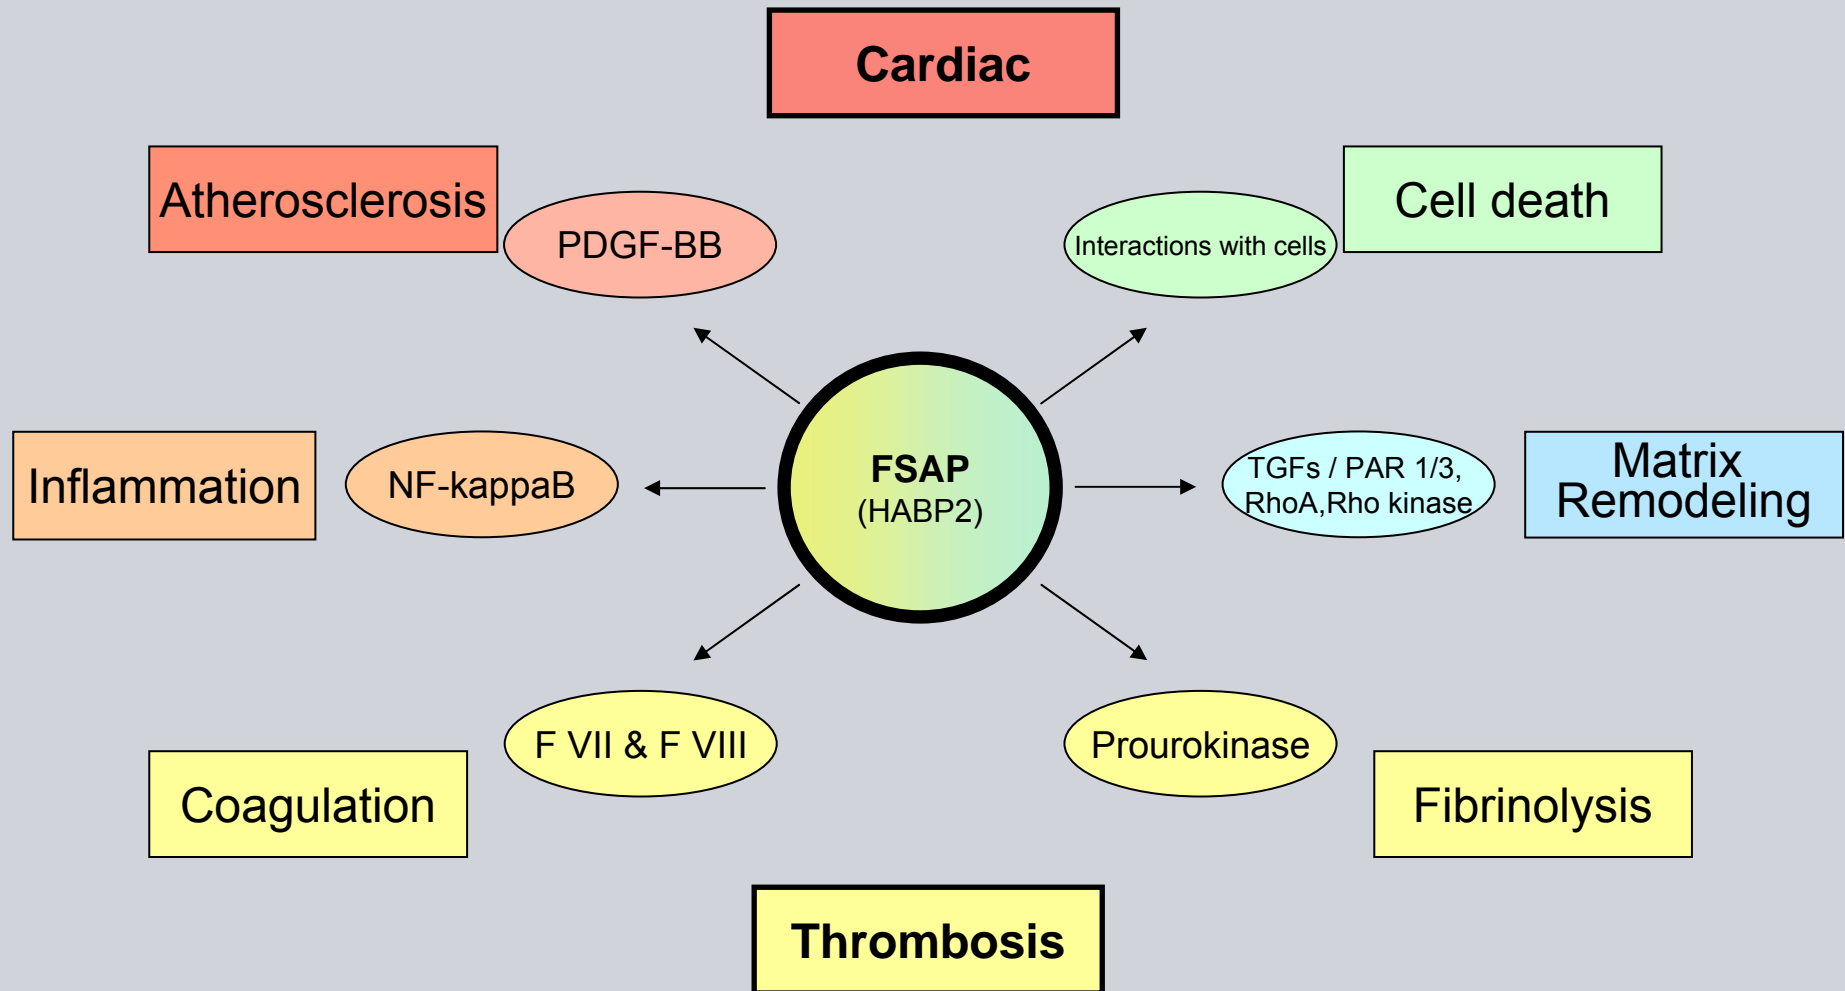 Cardiac
Atherosclerosis
PDGF-BB
Interactions with cells
Cell death
Inflammation
NF-kappaB
FSAP
(HABP2)
TGFs / PAR 1/3,
RhoA,Rho kinase
Matrix
Remodeling
F VII & F VIII
Prourokinase
Coagulation
Fibrinolysis
Thrombosis